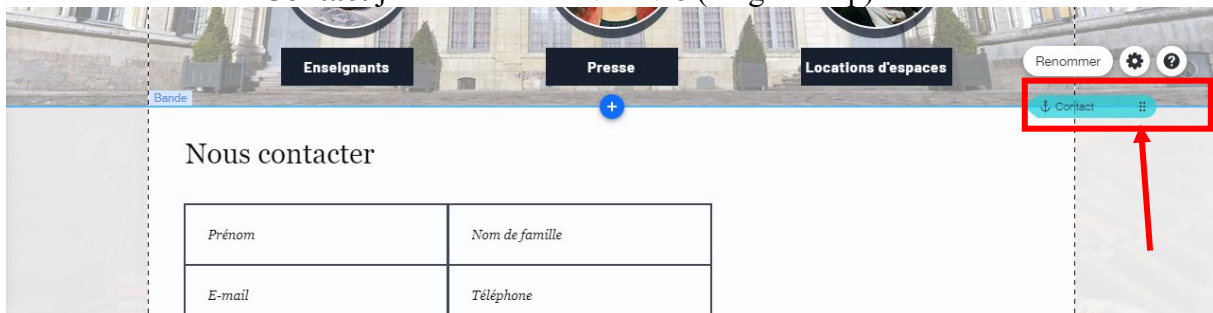 Enseignants
Presse
Locations d'espaces
Renommer
Bande
Contact
Nous contacter
Prénom
Nom de famille
E-mail
Téléphone